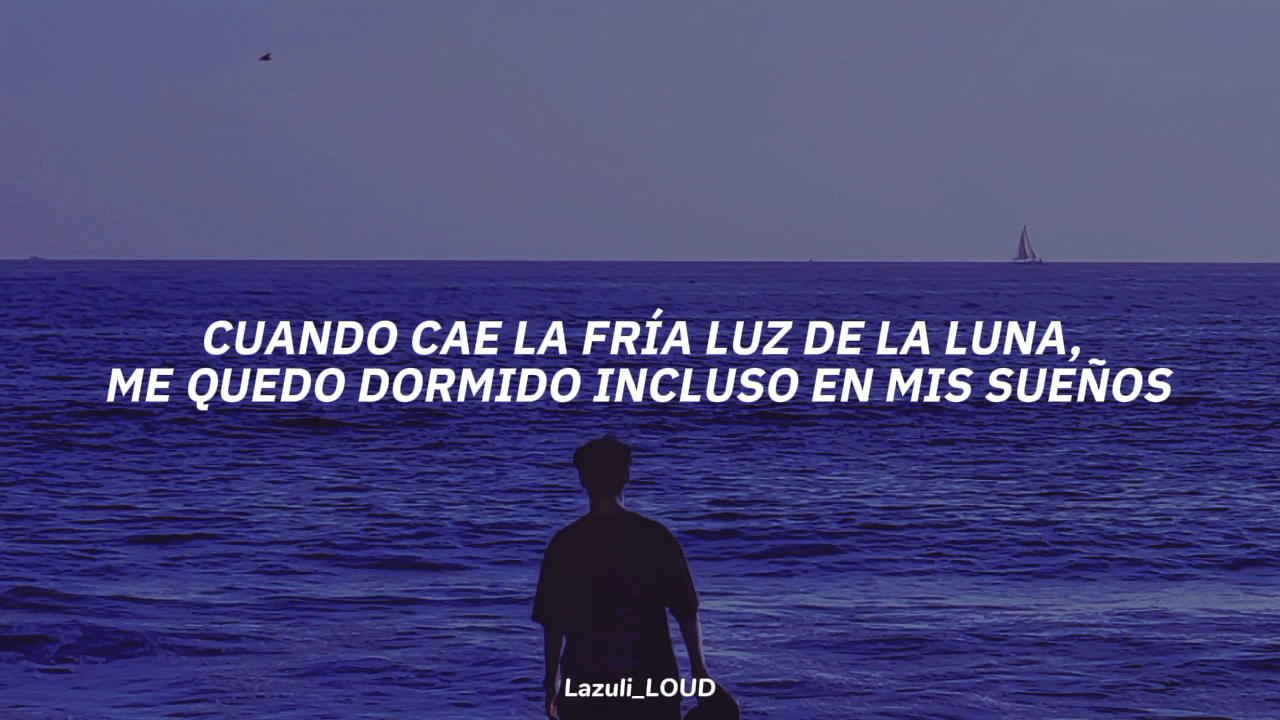 CUANDO CAE LA FRÍA LUZ DE LA LUNA,
ME QUEDO DORMIDO INCLUSO EN MIS SUEÑOS
Lazuli_LOUD